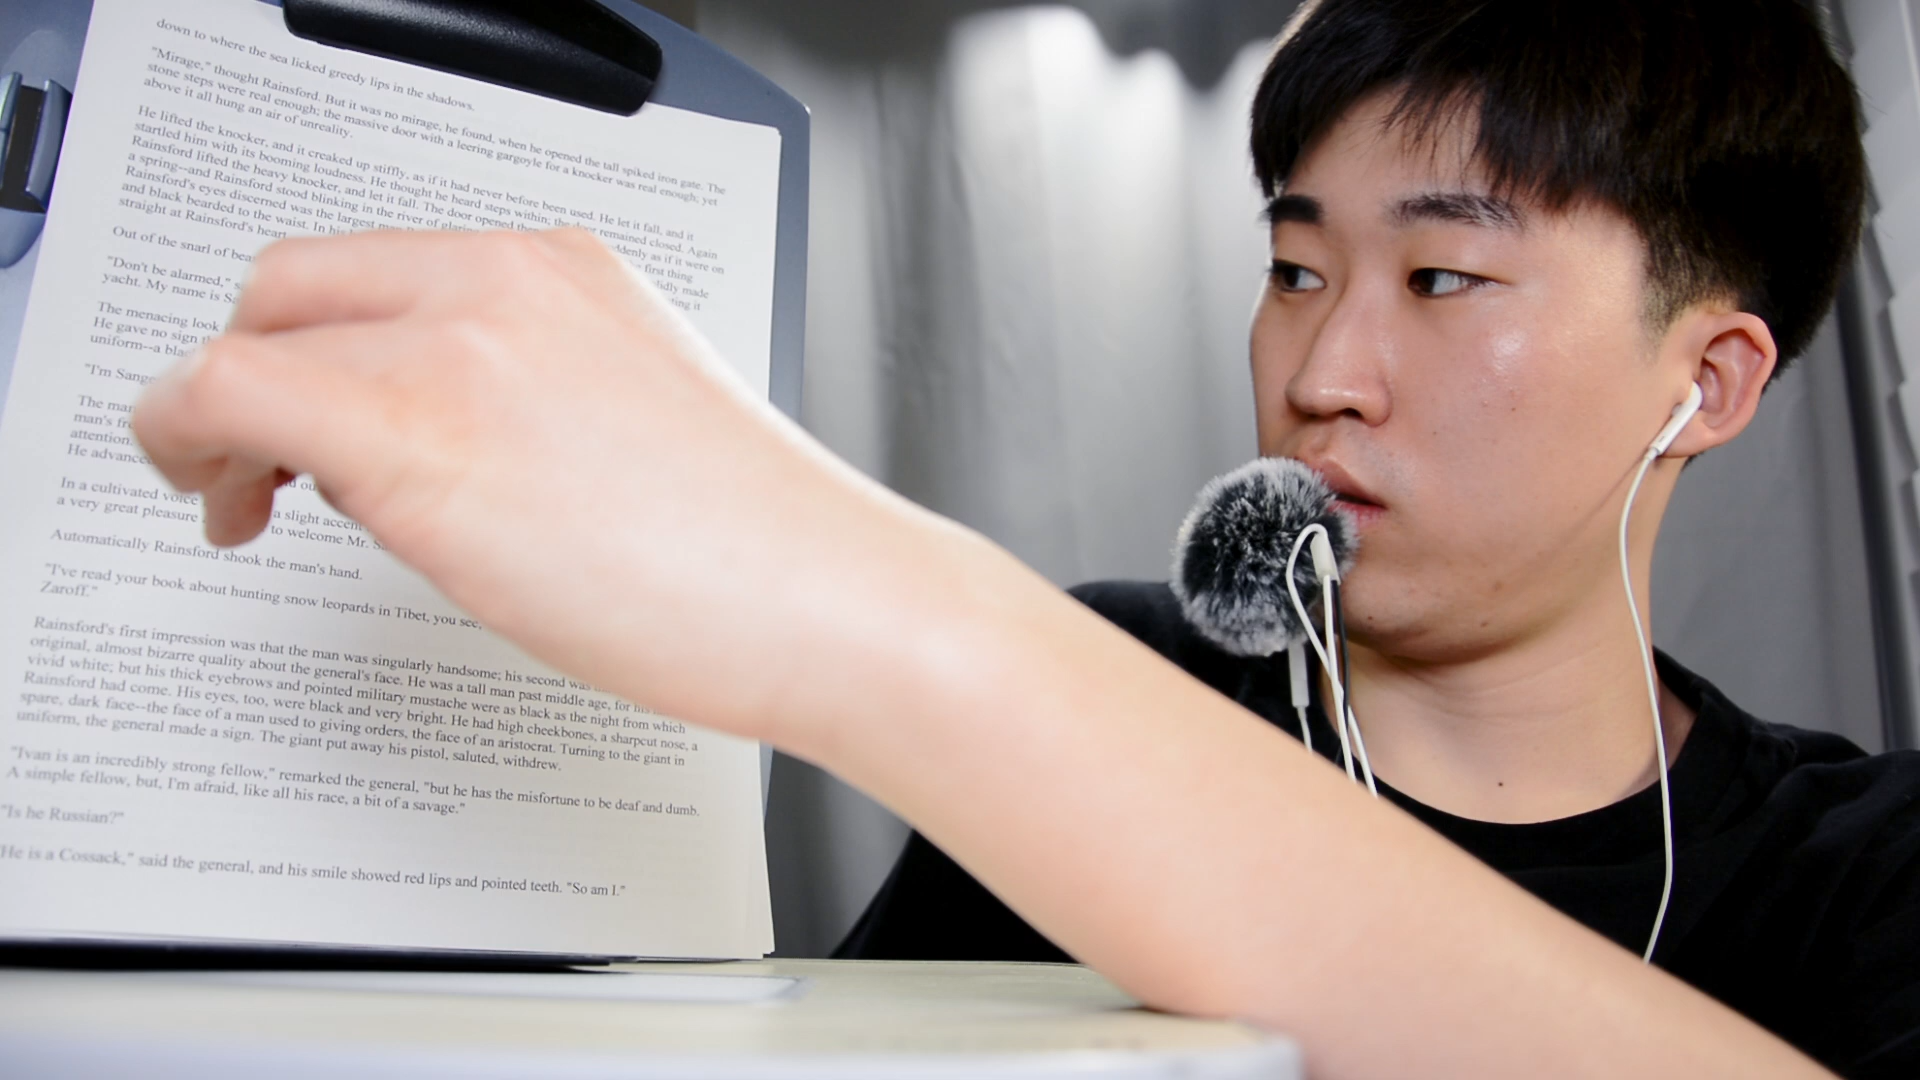 down to where the sea licked greedy lips in the shadows.
"Mirage," thought Rainsford. But it was no mirage, he found, when he opened the tall spiked iron gate. The
stone steps were real enough; the massive door with a leering gargoyle for a knocker was real enough; yet
above it all hung an air of unreality.
He lifted the knocker, and it creaked up stiffly, as if it had never before been used. He let it fall, and it
startled him with its booming loudness. He thought he heard steps within; the door remained closed. Again
Rainsford lifted the heavy knocker, and let it fall. The door opened then as if it were on
a spring--and Rainsford stood blinking in the river of first thing
Rainsford's eyes discerned was the largest
and black bearded to the waist. In his
straight at Rainsford's heart
Out of the snarl of
"Don't be alarmed,"
yacht. My name is
The menacing look
He gave no sign
uniform--a
"I'm
The
man's
attention.
He
In a cultivated voice a slight accent
a very great pleasure to welcome Mr.
Automatically Rainsford shook the man's hand.
"I've read your book about hunting snow leopards in Tibet, you see,
Zaroff."
Rainsford's first impression was that the man was singularly handsome; his second was
original, almost bizarre quality about the general's face. He was a tall man past middle age, for his
vivid white; but his thick eyebrows and pointed military mustache were as black as the night from which
Rainsford had come. His eyes, too, were black and very bright. He had high cheekbones, a sharpcut nose, a
spare, dark face--the face of a man used to giving orders, the face of an aristocrat. Turning to the giant in
uniform, the general made a sign. The giant put away his pistol, saluted, withdrew.
"Ivan is an incredibly strong fellow," remarked the general, "but he has the misfortune to be deaf and dumb.
A simple fellow, but, I'm afraid, like all his race, a bit of a savage."
"Is he Russian?"
"He is a Cossack," said the general, and his smile showed red lips and pointed teeth. "So am I."